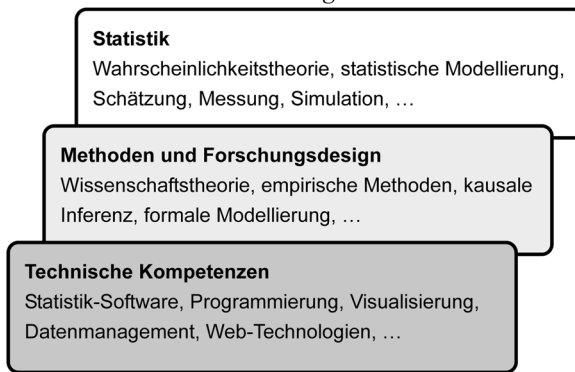 Statistik
Wahrscheinlichkeitstheorie, statistische Modellierung,
Schätzung, Messung, Simulation, …
Methoden und Forschungsdesign
Wissenschaftstheorie, empirische Methoden, kausale
Inferenz, formale Modellierung, …
Technische Kompetenzen
Statistik-Software, Programmierung, Visualisierung,
Datenmanagement, Web-Technologien, …